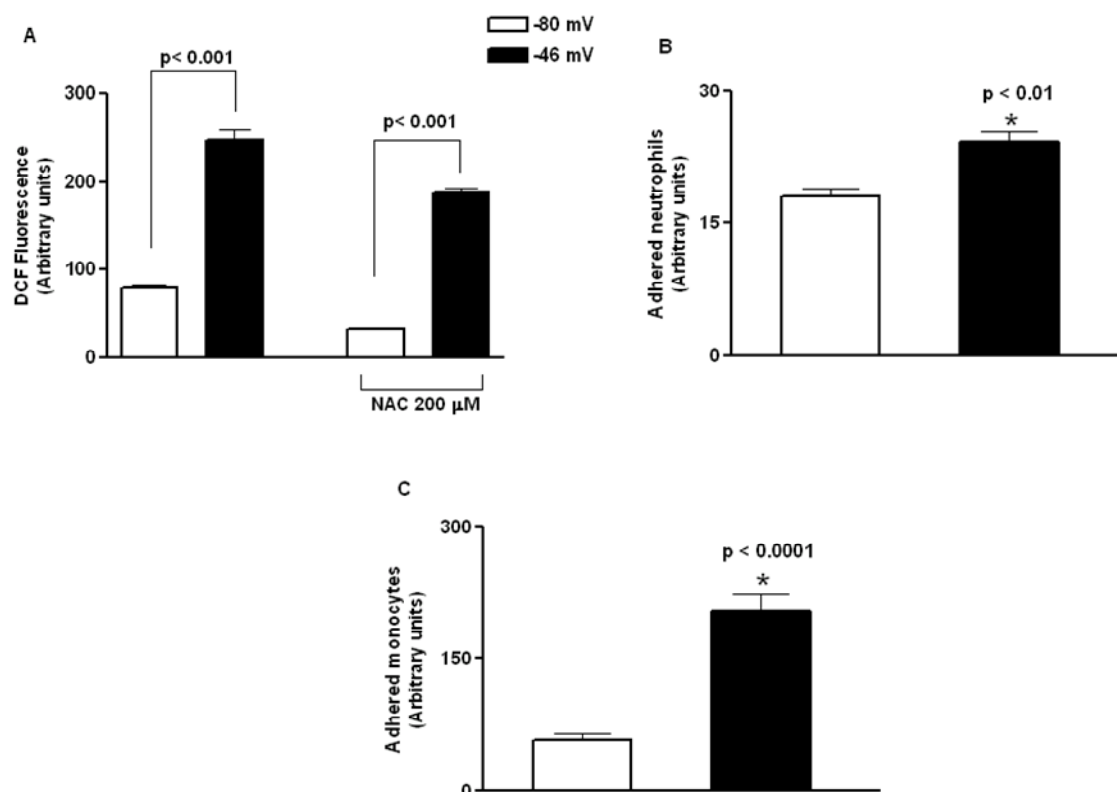 A
-80 mV
-46 mV
p< 0.001
p< 0.001
DCF Fluorescence
(Arbitrary units)
300
200
100
0
NAC 200 μM
B
p < 0.01
*
Adhered neutrophils
(Arbitrary units)
30
15
0
C
p < 0.0001
*
Adhered monocytes
(Arbitrary units)
300
150
0